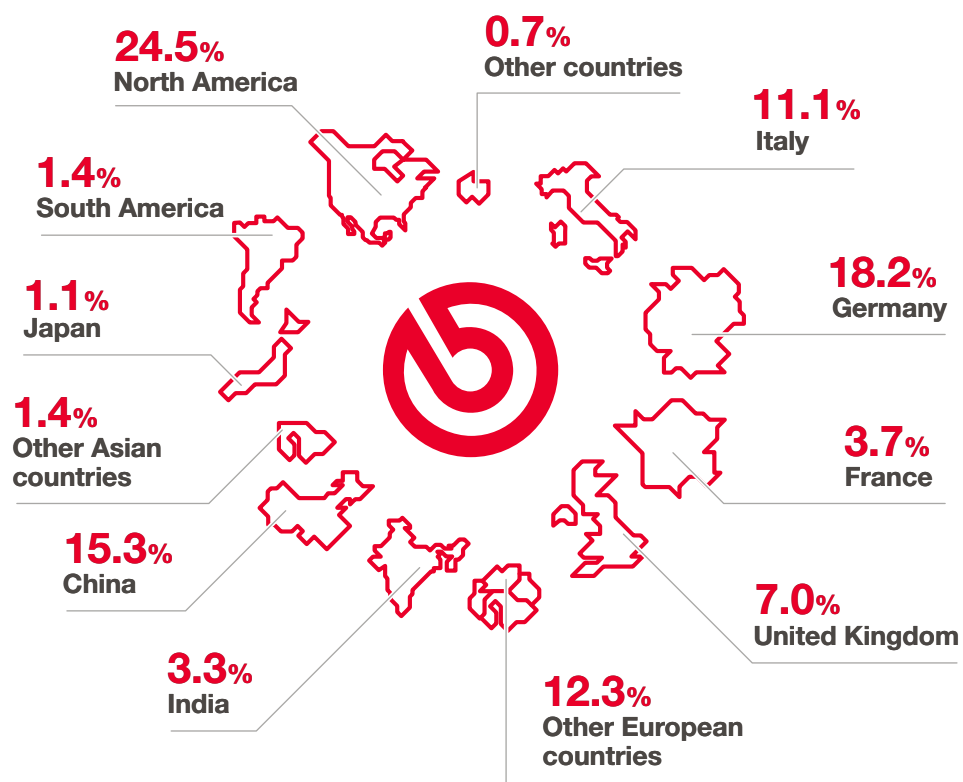 24.5%
North America
0.7%
Other countries
11.1%
Italy
1.4%
South America
18.2%
Germany
1.1%
Japan
1.4%
Other Asian
countries
3.7%
France
15.3%
China
7.0%
United Kingdom
3.3%
India
12.3%
Other European
countries